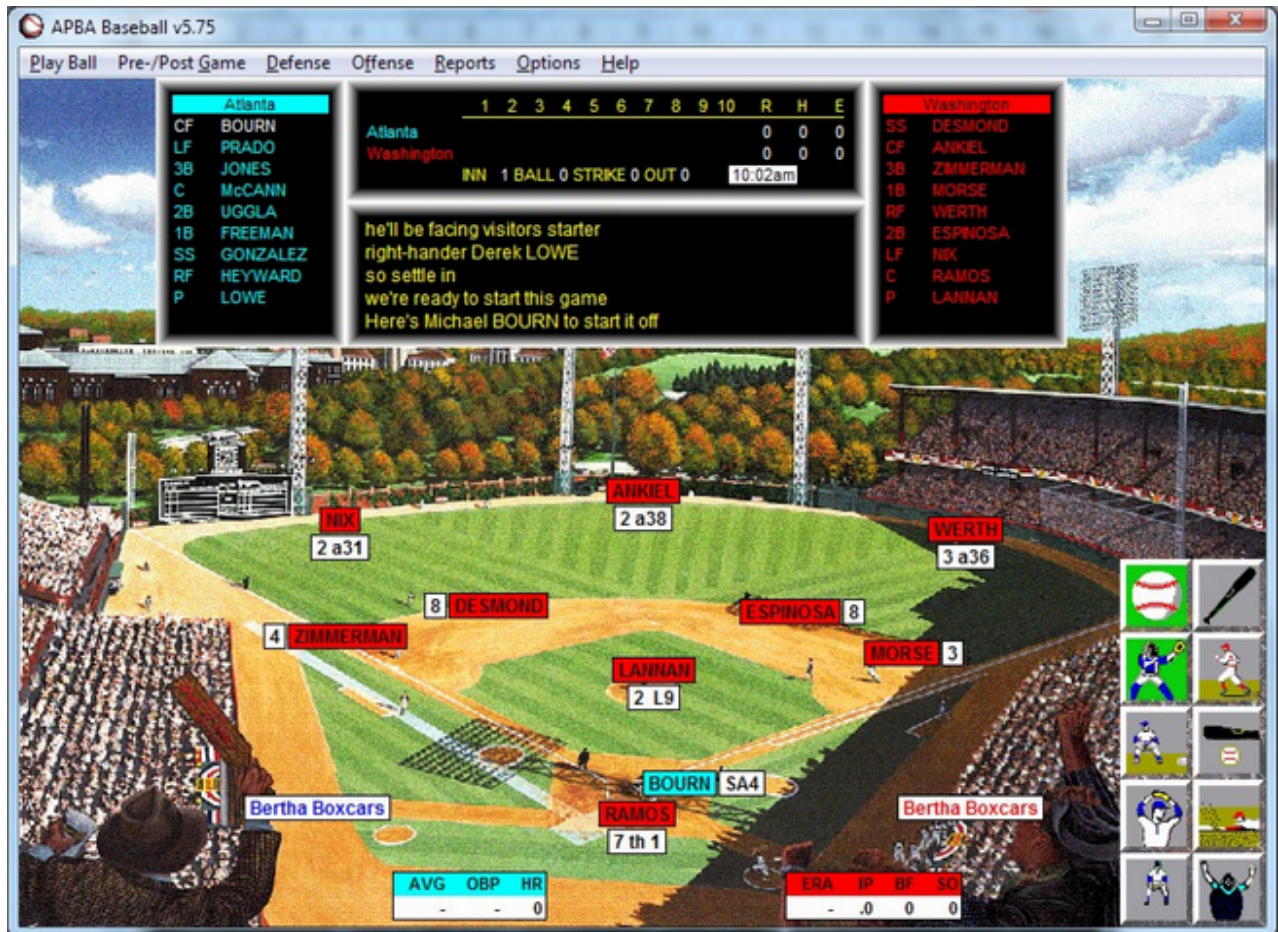 APBA Baseball v5.75
Play Ball Pre-/Post Game Defense Offense Reports Options Help
Atlanta
CF BOURN
LF PRADO
3B JONES
C McCANN
2B UGGLA
1B FREEMAN
SS GONZALEZ
RF HEYWARD
P LOWE
1 2 3 4 5 6 7 8 9 10 R H E
Atlanta 0 0 0
Washington 0 0 0
INN 1 BALL 0 STRIKE 0 OUT 0 10:02am
he'll be facing visitors starter
right-hander Derek LOWE
so settle in
we're ready to start this game
Here's Michael BOURN to start it off
Washington
SS DESMOND
CF ANKIEL
3B ZIMMERMAN
1B MORSE
RF WERTH
2B ESPINOSA
LF NIX
C RAMOS
P LANNAN
ANKIEL
2 a38
NIX
2 a31
WERTH
3 a36
8 DESMOND
ESPINOSA 8
4 ZIMMERMAN
MORSE 3
LANNAN
2 L9
BOURN SA4
RAMOS
7 th 1
Bertha Boxcars
Bertha Boxcars
AVG OBP HR
- - 0
ERA IP BF SO
- .0 0 0